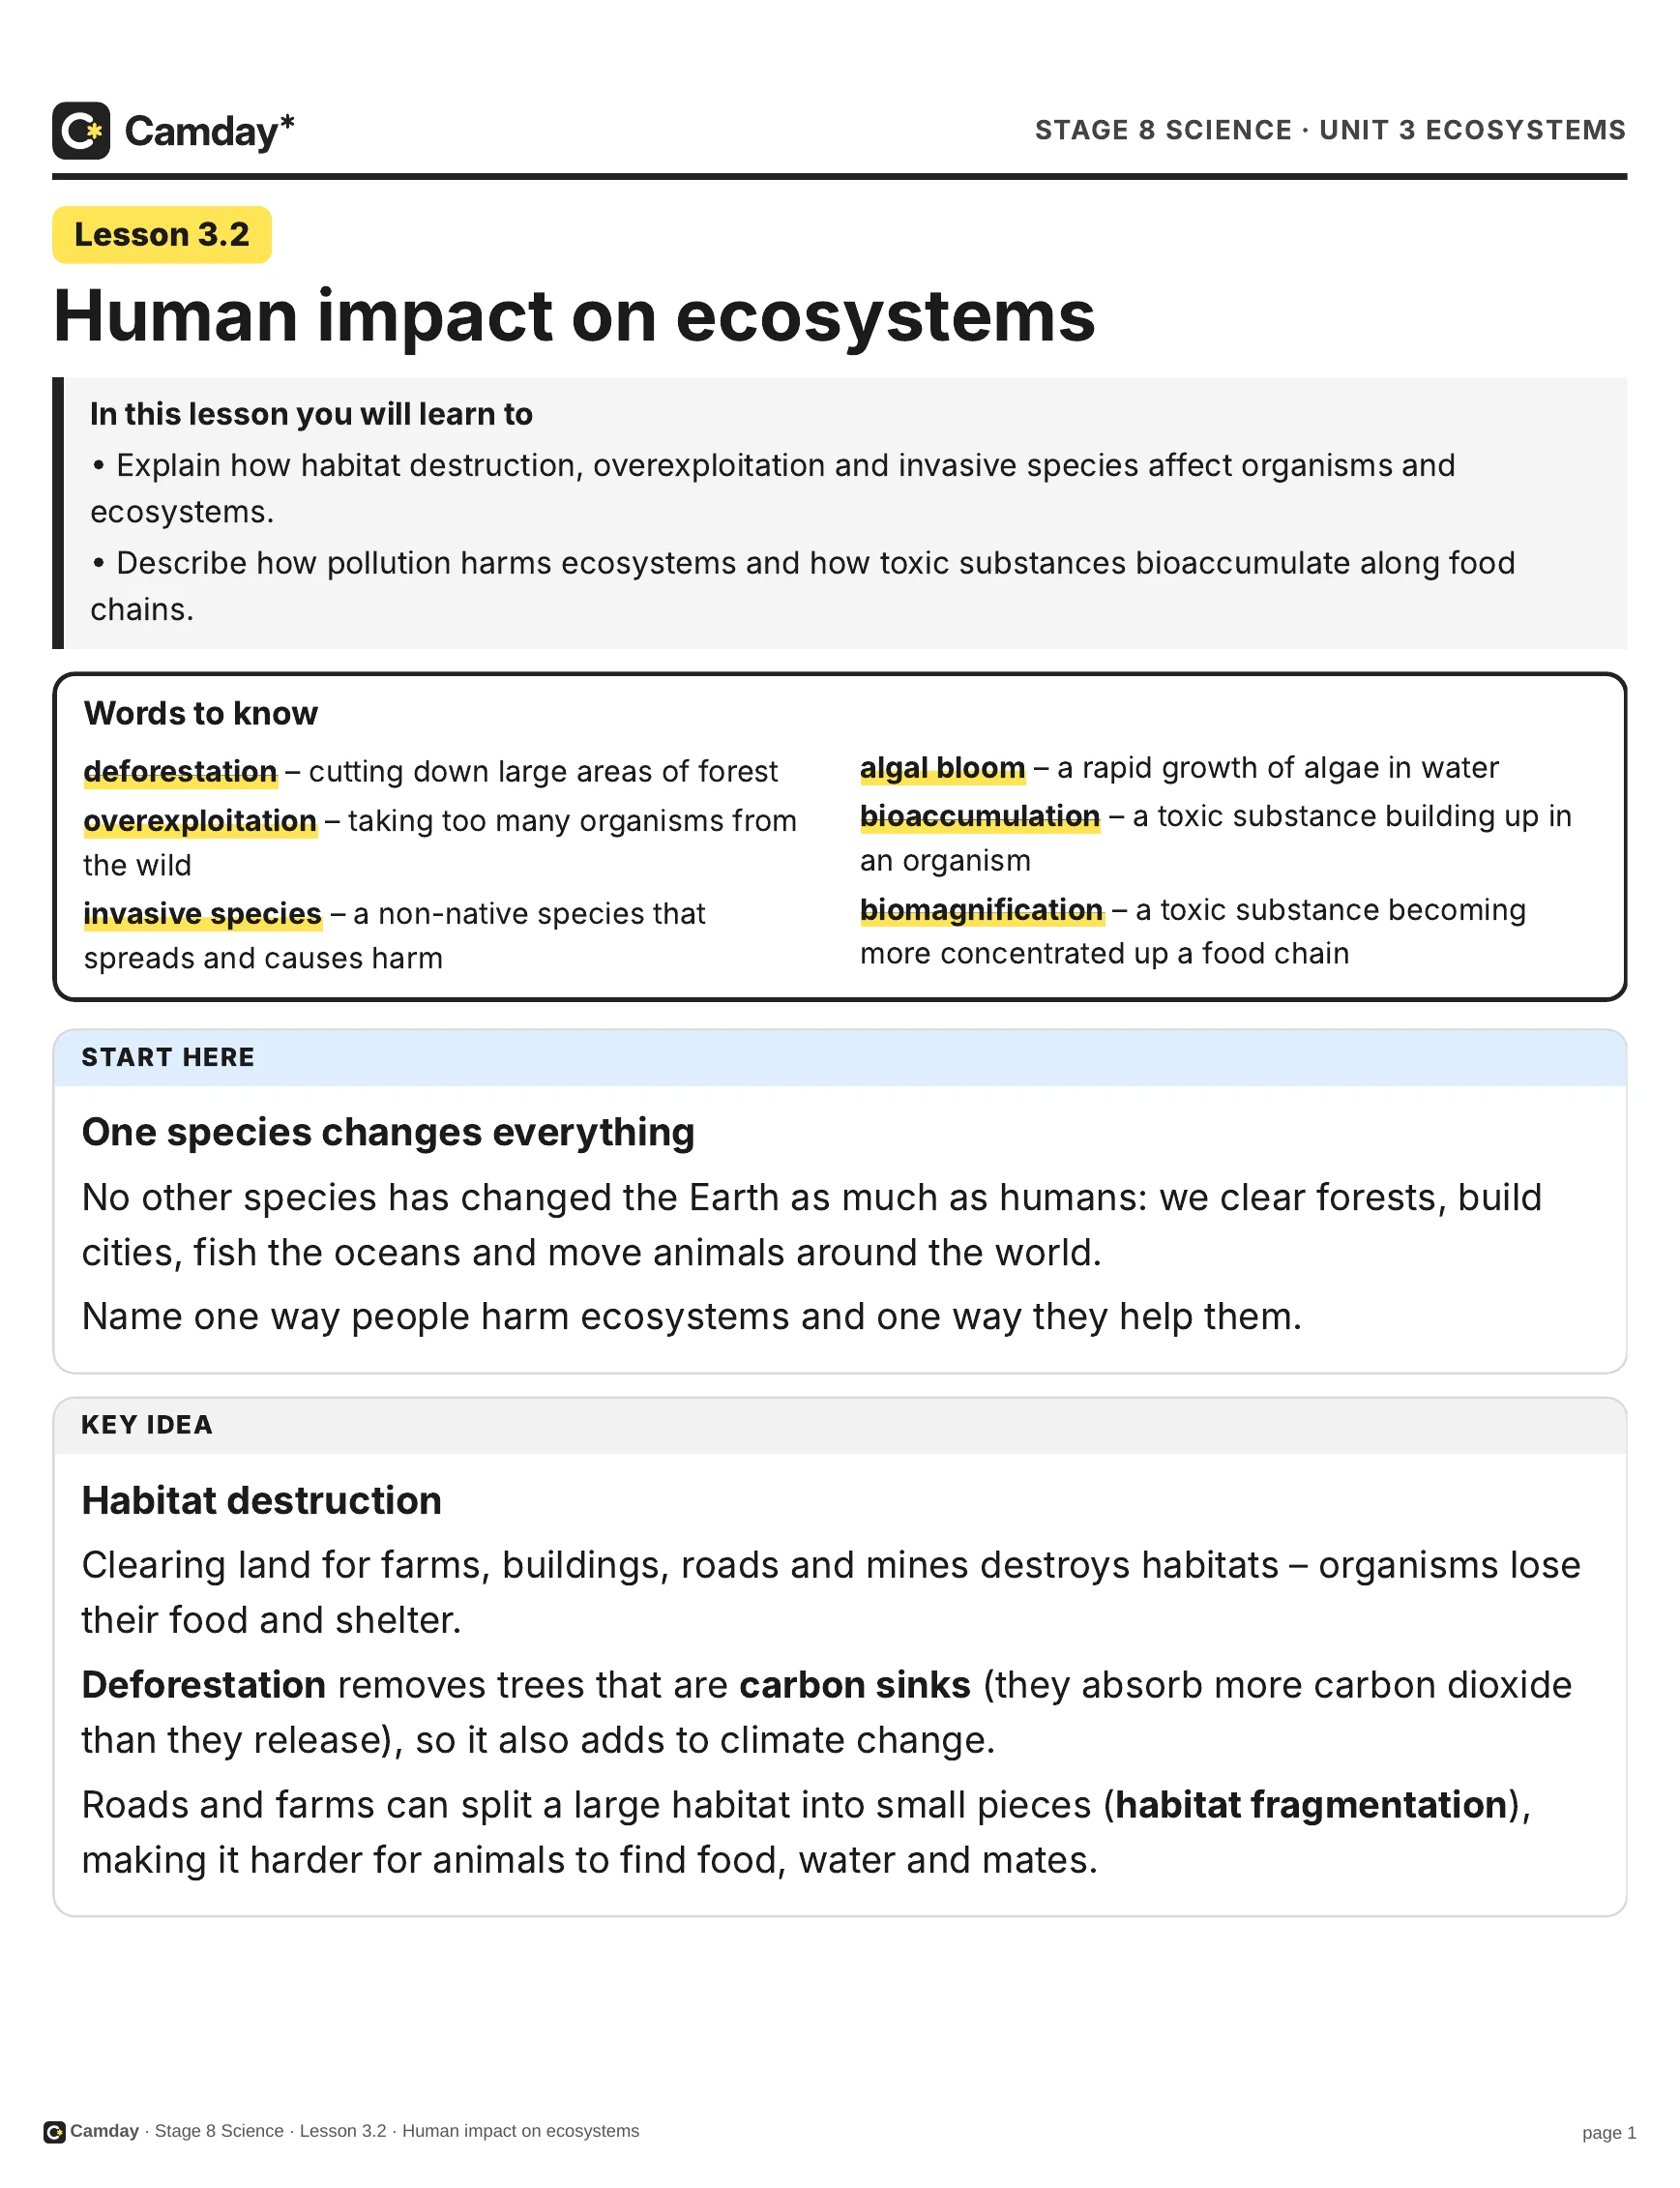 Camday*
STAGE 8 SCIENCE · UNIT 3 ECOSYSTEMS
Lesson 3.2
Human impact on ecosystems
In this lesson you will learn to
• Explain how habitat destruction, overexploitation and invasive species affect organisms and
ecosystems.
• Describe how pollution harms ecosystems and how toxic substances bioaccumulate along food
chains.
Words to know
deforestation – cutting down large areas of forest
overexploitation – taking too many organisms from
the wild
invasive species – a non-native species that
spreads and causes harm
algal bloom – a rapid growth of algae in water
bioaccumulation – a toxic substance building up in
an organism
biomagnification – a toxic substance becoming
more concentrated up a food chain
START HERE
One species changes everything
No other species has changed the Earth as much as humans: we clear forests, build
cities, fish the oceans and move animals around the world.
Name one way people harm ecosystems and one way they help them.
KEY IDEA
Habitat destruction
Clearing land for farms, buildings, roads and mines destroys habitats – organisms lose
their food and shelter.
Deforestation removes trees that are carbon sinks (they absorb more carbon dioxide
than they release), so it also adds to climate change.
Roads and farms can split a large habitat into small pieces (habitat fragmentation),
making it harder for animals to find food, water and mates.
Camday · Stage 8 Science · Lesson 3.2 · Human impact on ecosystems
page 1